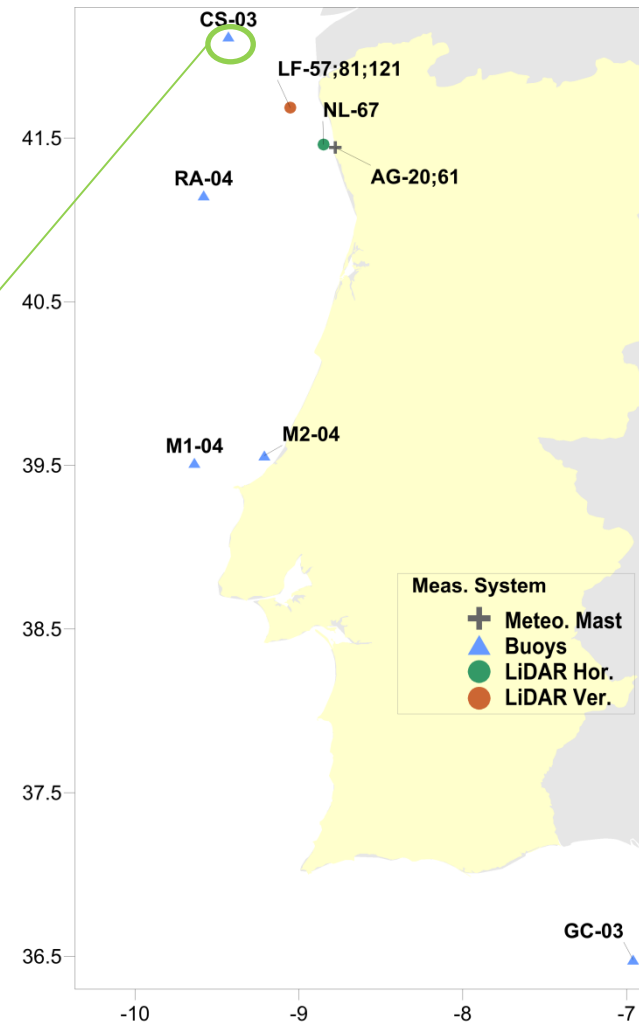 CS-03
LF-57;81;121
NL-67
41.5
AG-20;61
RA-04
40.5
M2-04
M1-04
39.5
Meas. System
Meteo. Mast
Buoys
LiDAR Hor.
LiDAR Ver.
38.5
37.5
GC-03
36.5
-10
-9
-8
-7